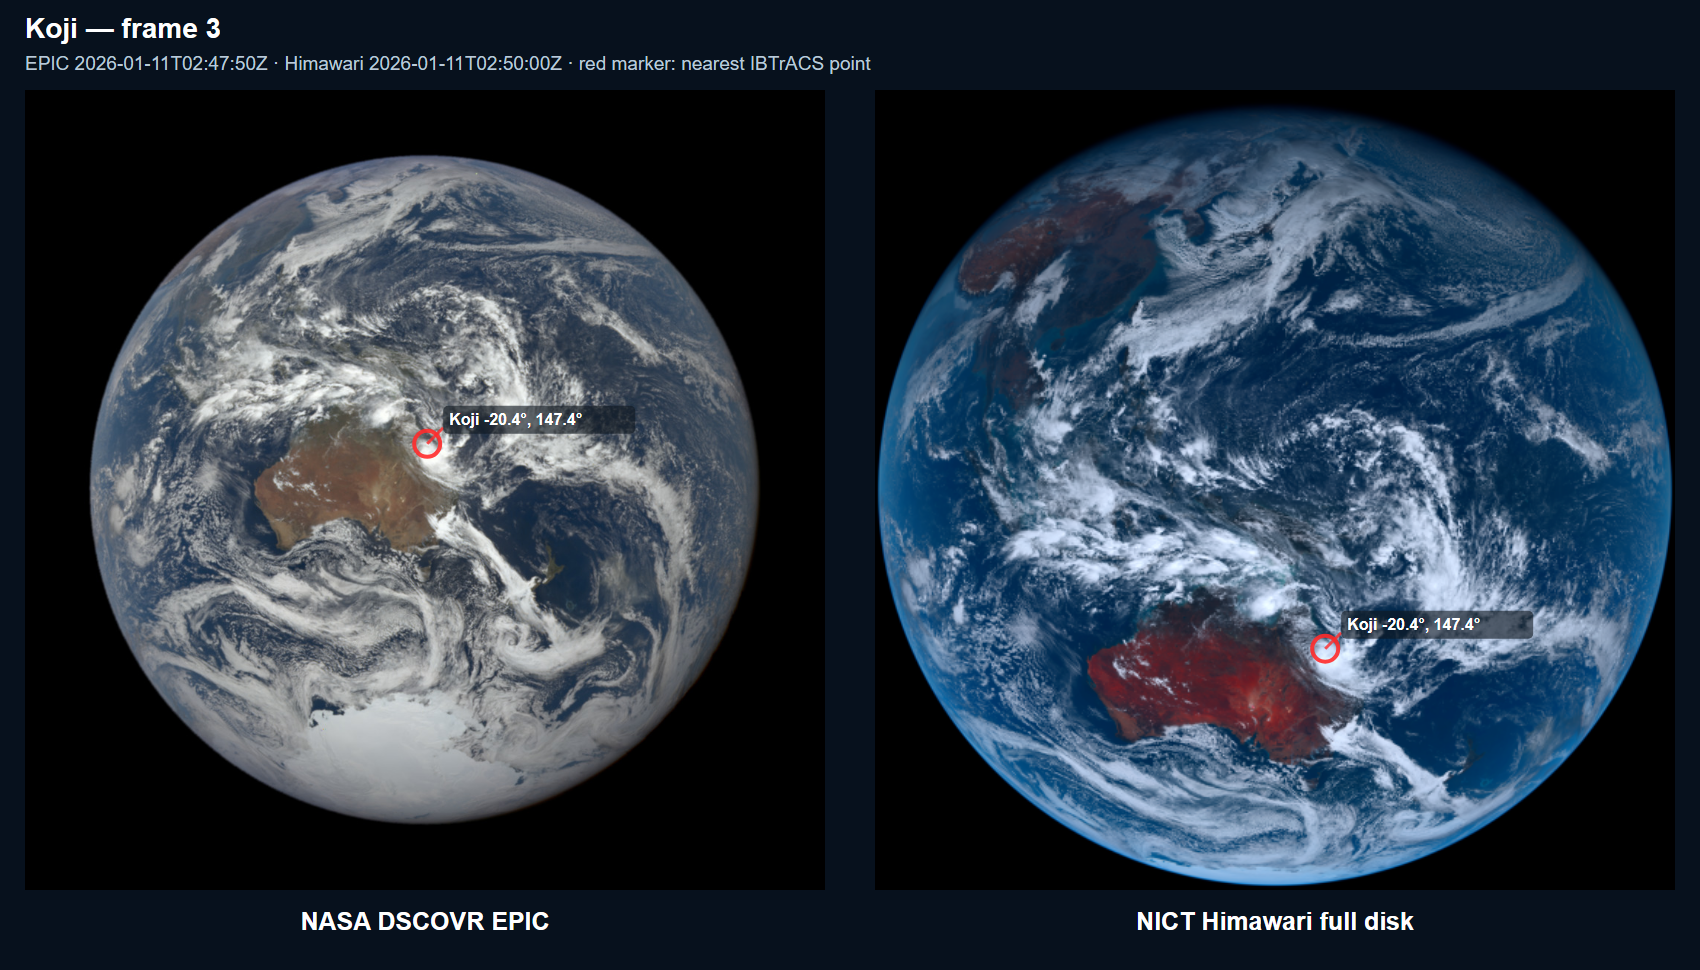 Koji — frame 3
EPIC 2026-01-11T02:47:50Z · Himawari 2026-01-11T02:50:00Z · red marker: nearest IBTrACS point
Koji -20.4°, 147.4°
Koji -20.4°, 147.4°
NASA DSCOVR EPIC
NICT Himawari full disk